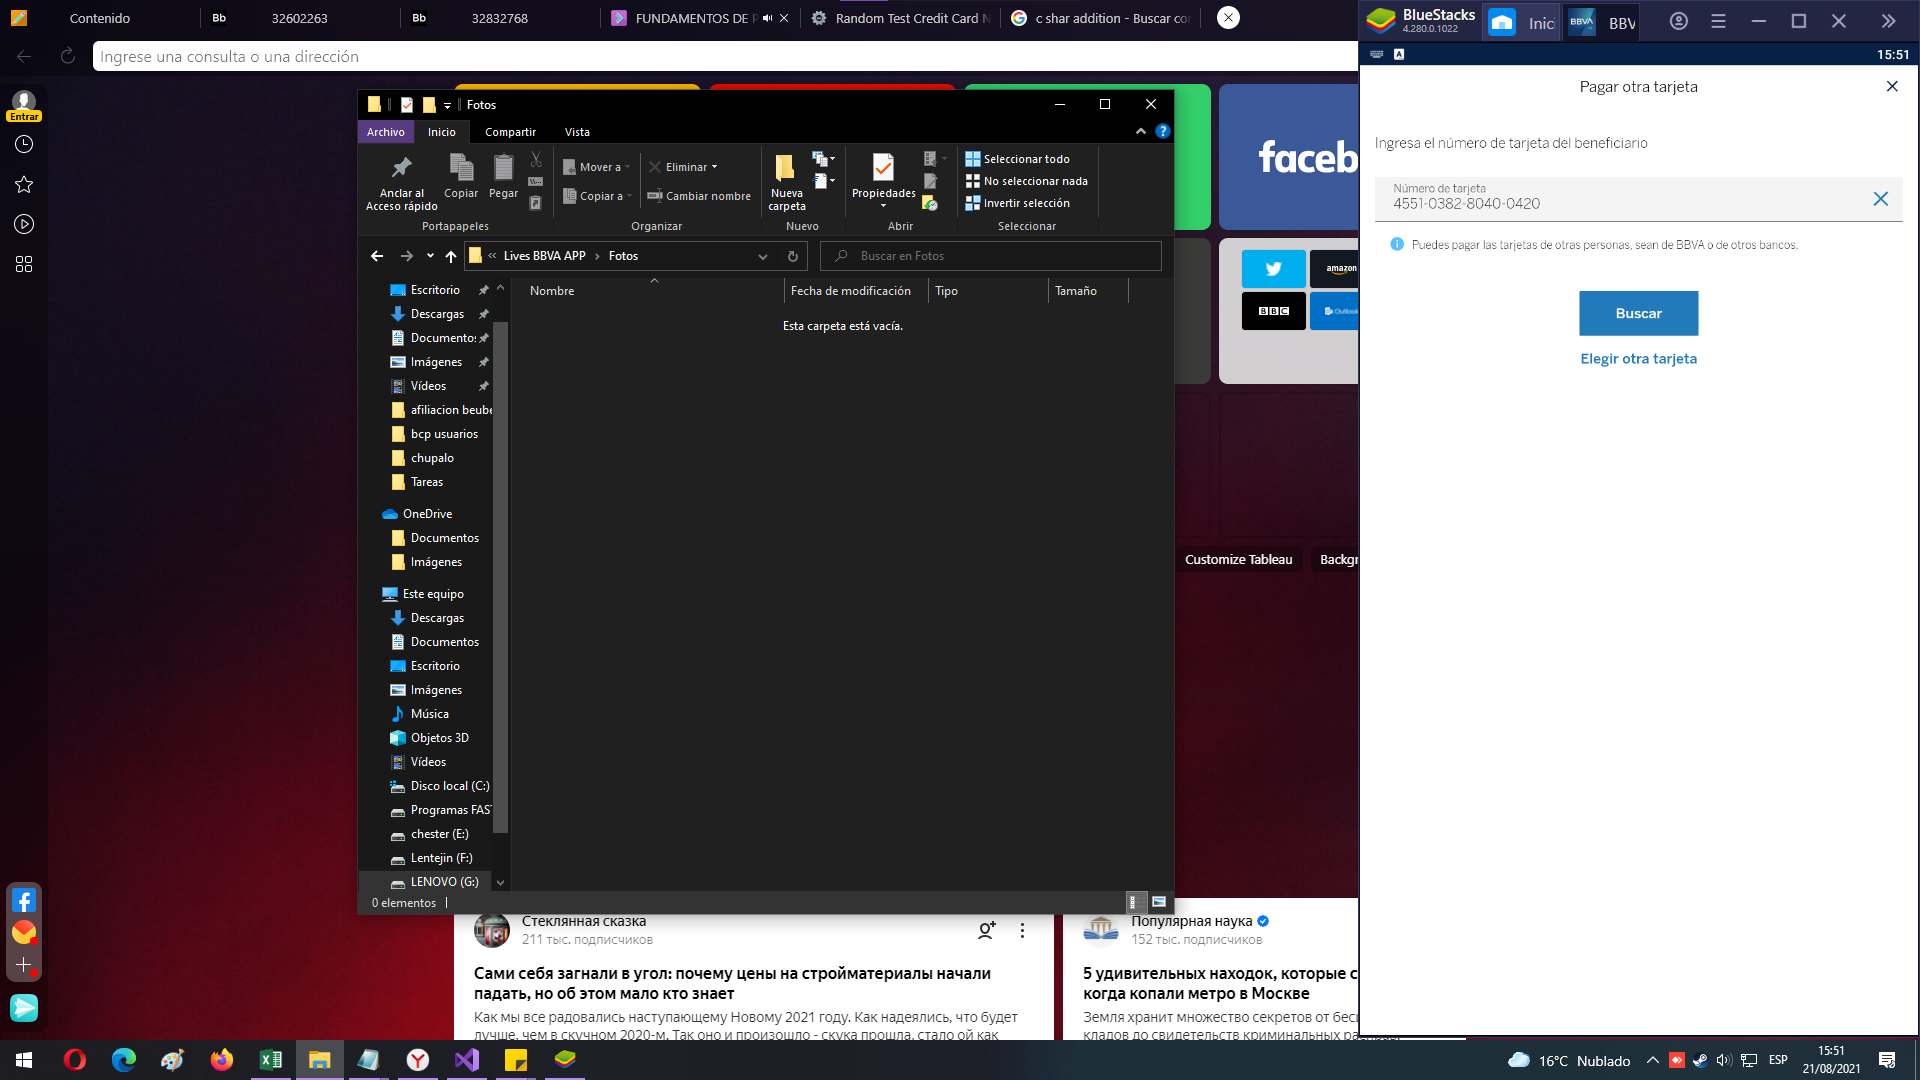 Contenido
Bb 32602263
Bb 32832768
FUNDAMENTOS DE P
Random Test Credit Card N
c shar addition - Buscar co
Ingrese una consulta o una dirección
Entrar
Fotos
Archivo Inicio Compartir Vista
Anclar al
Acceso rápido
Copiar
Pegar
Portapapeles
Mover a
Copiar a
Eliminar
Cambiar nombre
Organizar
Nueva
carpeta
Nuevo
Propiedades
Abrir
Seleccionar todo
No seleccionar nada
Invertir selección
Seleccionar
Lives BBVA APP › Fotos
Buscar en Fotos
Nombre Fecha de modificación Tipo Tamaño
Esta carpeta está vacía.
Escritorio
Descargas
Documentos
Imágenes
Vídeos
afiliacion beube
bcp usuarios
chupalo
Tareas
OneDrive
Documentos
Imágenes
Este equipo
Descargas
Documentos
Escritorio
Imágenes
Música
Objetos 3D
Vídeos
Disco local (C:)
Programas FAST
chester (E:)
Lentejin (F:)
LENOVO (G:)
0 elementos
faceb
amazon
BBC
Outlook
Customize Tableau
Backgr
Стеклянная сказка
211 тыс. подписчиков
Сами себя загнали в угол: почему цены на стройматериалы начали
падать, но об этом мало кто знает
Как мы все радовались наступающему Новому 2021 году. Как надеялись, что будет
лучше, чем в скучном 2020-м. Так оно и произошло - скука прошла, стало ой как
Популярная наука
152 тыс. подписчиков
5 удивительных находок, которые с
когда копали метро в Москве
Земля хранит множество секретов от бес
кладов до свидетельств криминальных
BlueStacks
4.280.0.1022
Inic
BBVA
BBV
15:51
Pagar otra tarjeta
Ingresa el número de tarjeta del beneficiario
Número de tarjeta
4551-0382-8040-0420
Puedes pagar las tarjetas de otras personas, sean de BBVA o de otros bancos.
Buscar
Elegir otra tarjeta
16°C Nublado
ESP
15:51
21/08/2021